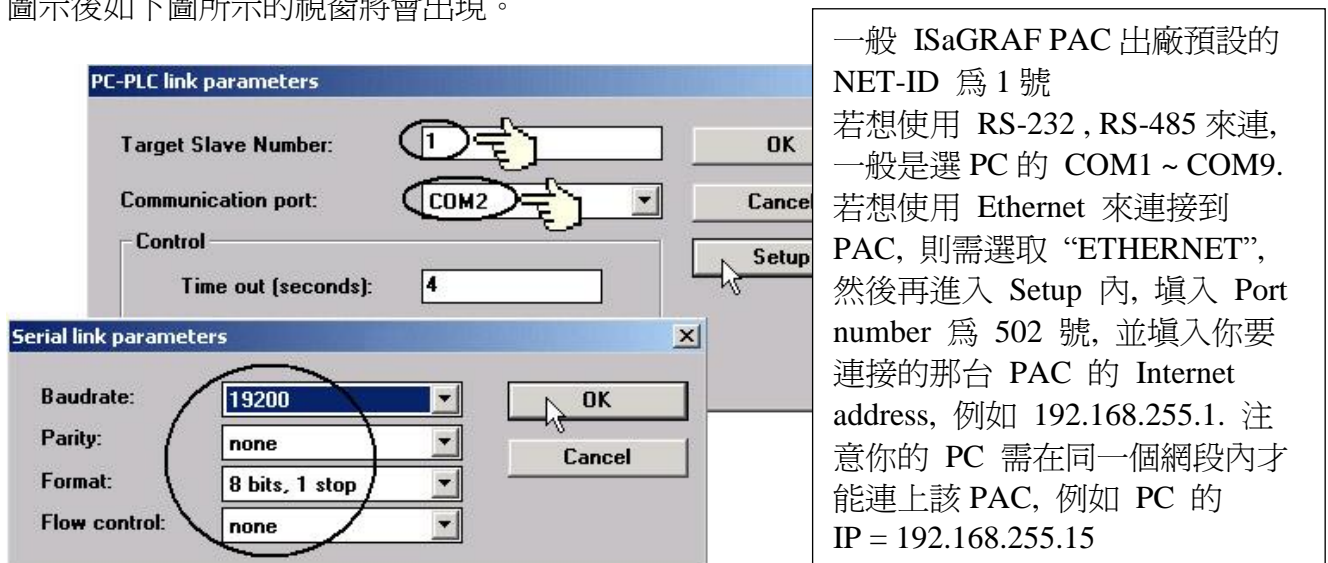 圖示後如下圖所示的視窗將會出現。
PC-PLC link parameters
Target Slave Number:
1
OK
Communication port:
COM2
Cancel
Control
Setup
Time out (seconds):
4
Serial link parameters
Baudrate:
19200
OK
Parity:
none
Cancel
Format:
8 bits, 1 stop
Flow control:
none
一般 ISaGRAF PAC 出廠預設的
NET-ID 爲 1 號
若想使用 RS-232 , RS-485 來連,
一般是選 PC 的 COM1 ~ COM9.
若想使用 Ethernet 來連接到
PAC, 則需選取 “ETHERNET”,
然後再進入 Setup 內, 塡入 Port
number 爲 502 號, 並塡入你要
連接的那台 PAC 的 Internet
address, 例如 192.168.255.1. 注
意你的 PC 需在同一個網段內才
能連上該 PAC, 例如 PC 的
IP = 192.168.255.15